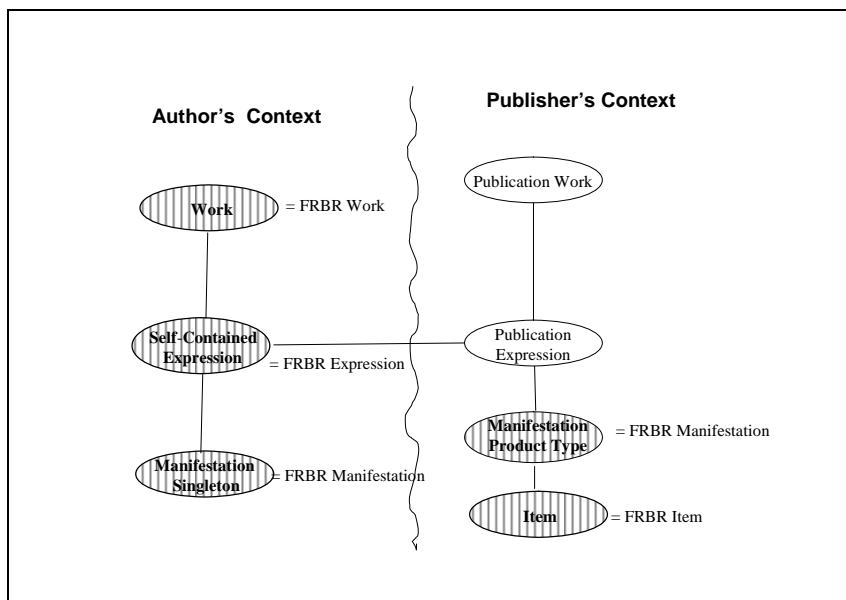 Author's  Context
Publisher's Context
Work
= FRBR Work
Publication Work
Self-Contained
Expression
= FRBR Expression
Publication
Expression
Manifestation
Product Type
= FRBR Manifestation
Manifestation
Singleton
= FRBR Manifestation
Item
= FRBR Item